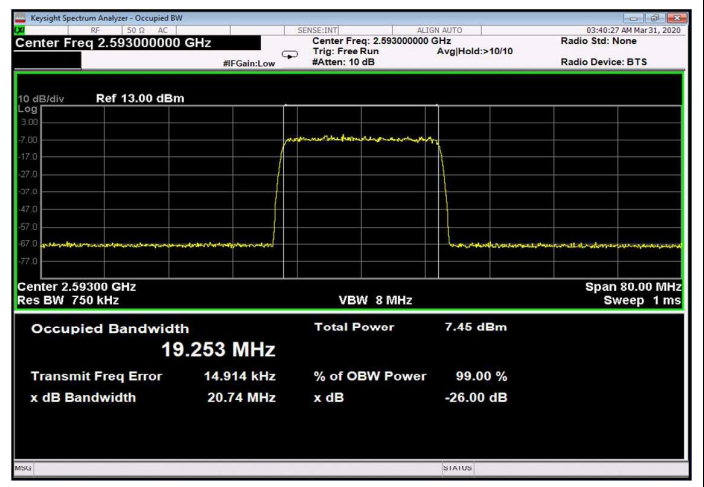 Keysight Spectrum Analyzer - Occupied BW
LXI RF 50 Ω AC SENSE:INT ALIGN AUTO 03:40:27 AM Mar 31, 2020
Center Freq 2.593000000 GHz Center Freq: 2.593000000 GHz Radio Std: None
Trig: Free Run Avg|Hold:>10/10
#IFGain:Low #Atten: 10 dB Radio Device: BTS
10 dB/div Ref 13.00 dBm
Log
3.00
-7.00
-17.0
-27.0
-37.0
-47.0
-57.0
-67.0
-77.0
Center 2.59300 GHz Span 80.00 MHz
Res BW 750 kHz VBW 8 MHz Sweep 1 ms
Occupied Bandwidth Total Power 7.45 dBm
19.253 MHz
Transmit Freq Error 14.914 kHz % of OBW Power 99.00 %
x dB Bandwidth 20.74 MHz x dB -26.00 dB
MSG STATUS